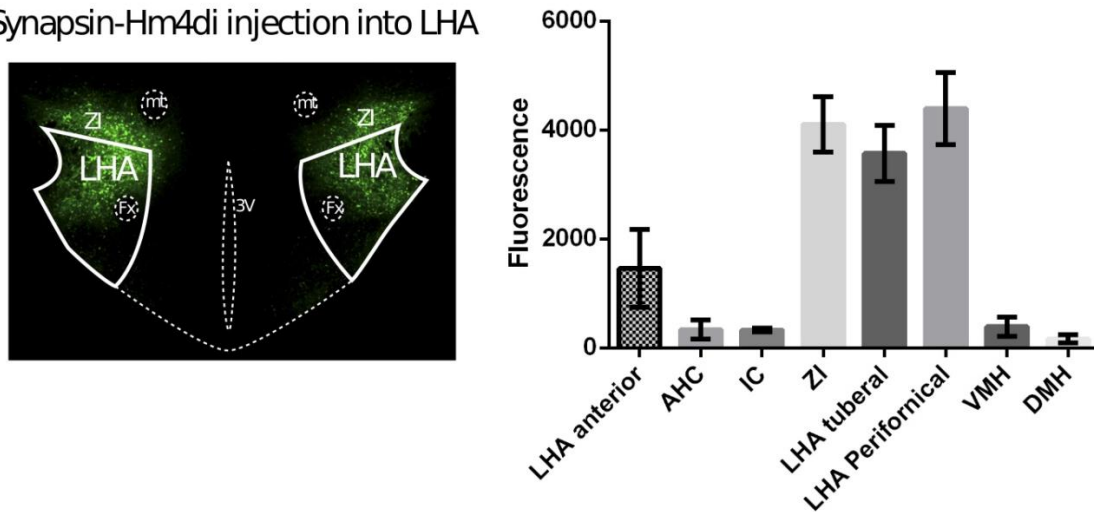 Synapsin-Hm4di injection into LHA
mt
mt
ZI
ZI
LHA
LHA
Fx
3V
Fx
6000
4000
2000
0
Fluorescence
LHA anterior
AHC
IC
ZI
LHA tuberal
LHA Perifornical
VMH
DMH